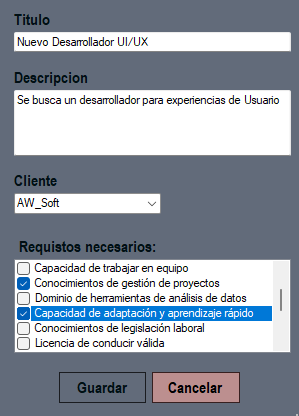 Titulo
Nuevo Desarrollador UI/UX
Descripcion
Se busca un desarrollador para experiencias de Usuario
Cliente
AW_Soft
Requistos necesarios:
Capacidad de trabajar en equipo
Conocimientos de gestión de proyectos
Dominio de herramientas de análisis de datos
Capacidad de adaptación y aprendizaje rápido
Conocimientos de legislación laboral
Licencia de conducir válida
Guardar
Cancelar